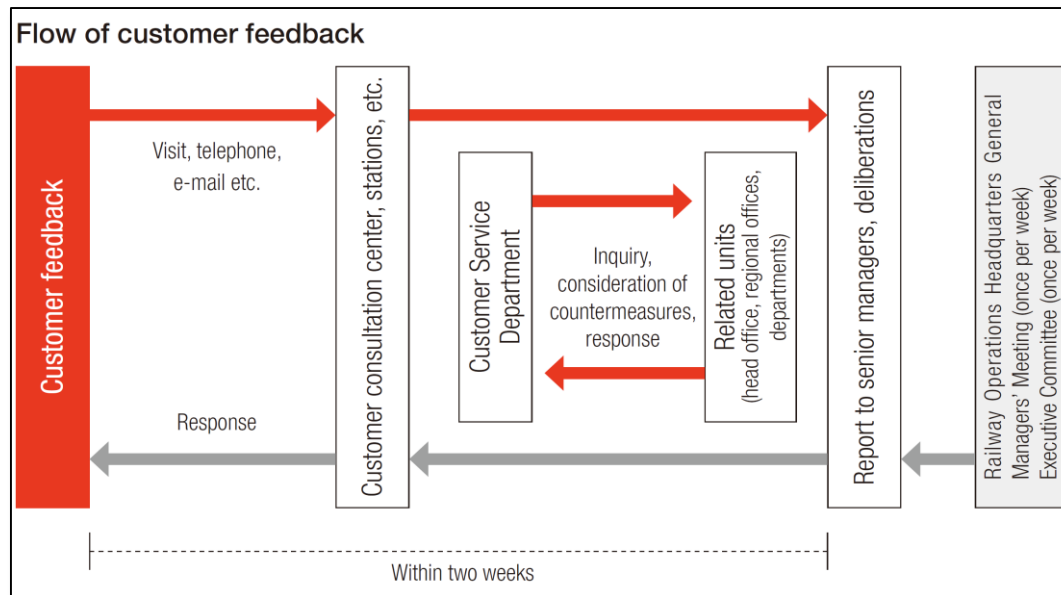 Flow of customer feedback
Customer feedback
Visit, telephone,
e-mail etc.
Response
Customer consultation center, stations, etc.
Customer Service
Department
Inquiry,
consideration of
countermeasures,
response
Related units
(head office, regional offices,
departments)
Report to senior managers, deliberations
Railway Operations Headquarters General
Managers’ Meeting (once per week)
Executive Committee (once per week)
Within two weeks